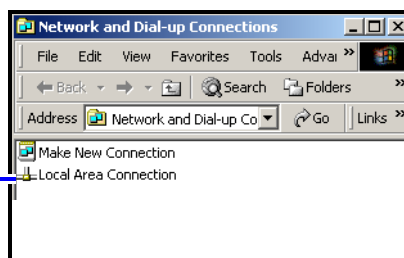 Network and Dial-up Connections
File Edit View Favorites Tools Advai »
Back Search Folders »
Address Network and Dial-up Co Go Links »
Make New Connection
Local Area Connection